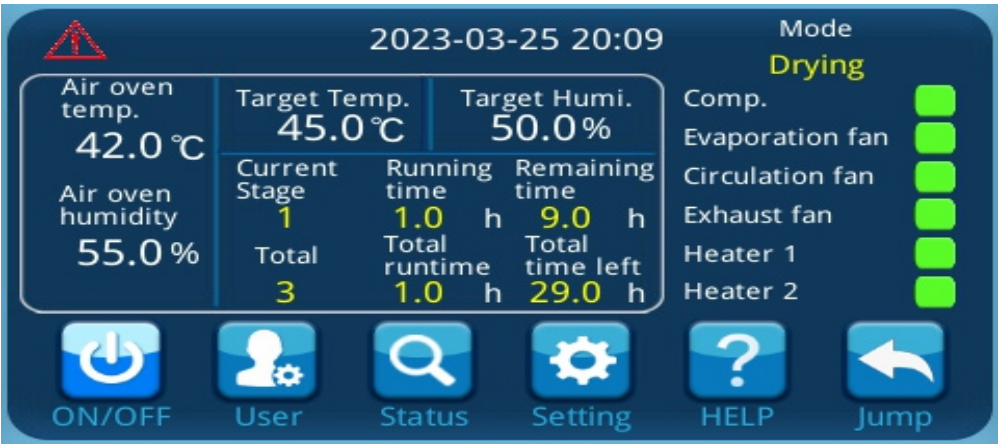 2023-03-25 20:09
Mode
Drying
Air oven
temp.
42.0 ℃
Air oven
humidity
55.0 %
Target Temp.
45.0 ℃
Target Humi.
50.0 %
Current
Stage
1
Running
time
1.0 h
Remaining
time
9.0 h
Total
3
Total
runtime
1.0 h
Total
time left
29.0 h
Comp.
Evaporation fan
Circulation fan
Exhaust fan
Heater 1
Heater 2
ON/OFF
User
Status
Setting
HELP
Jump